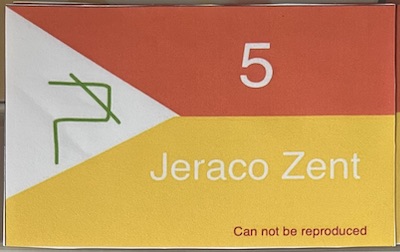 5
Jeraco Zent
Can not be reproduced